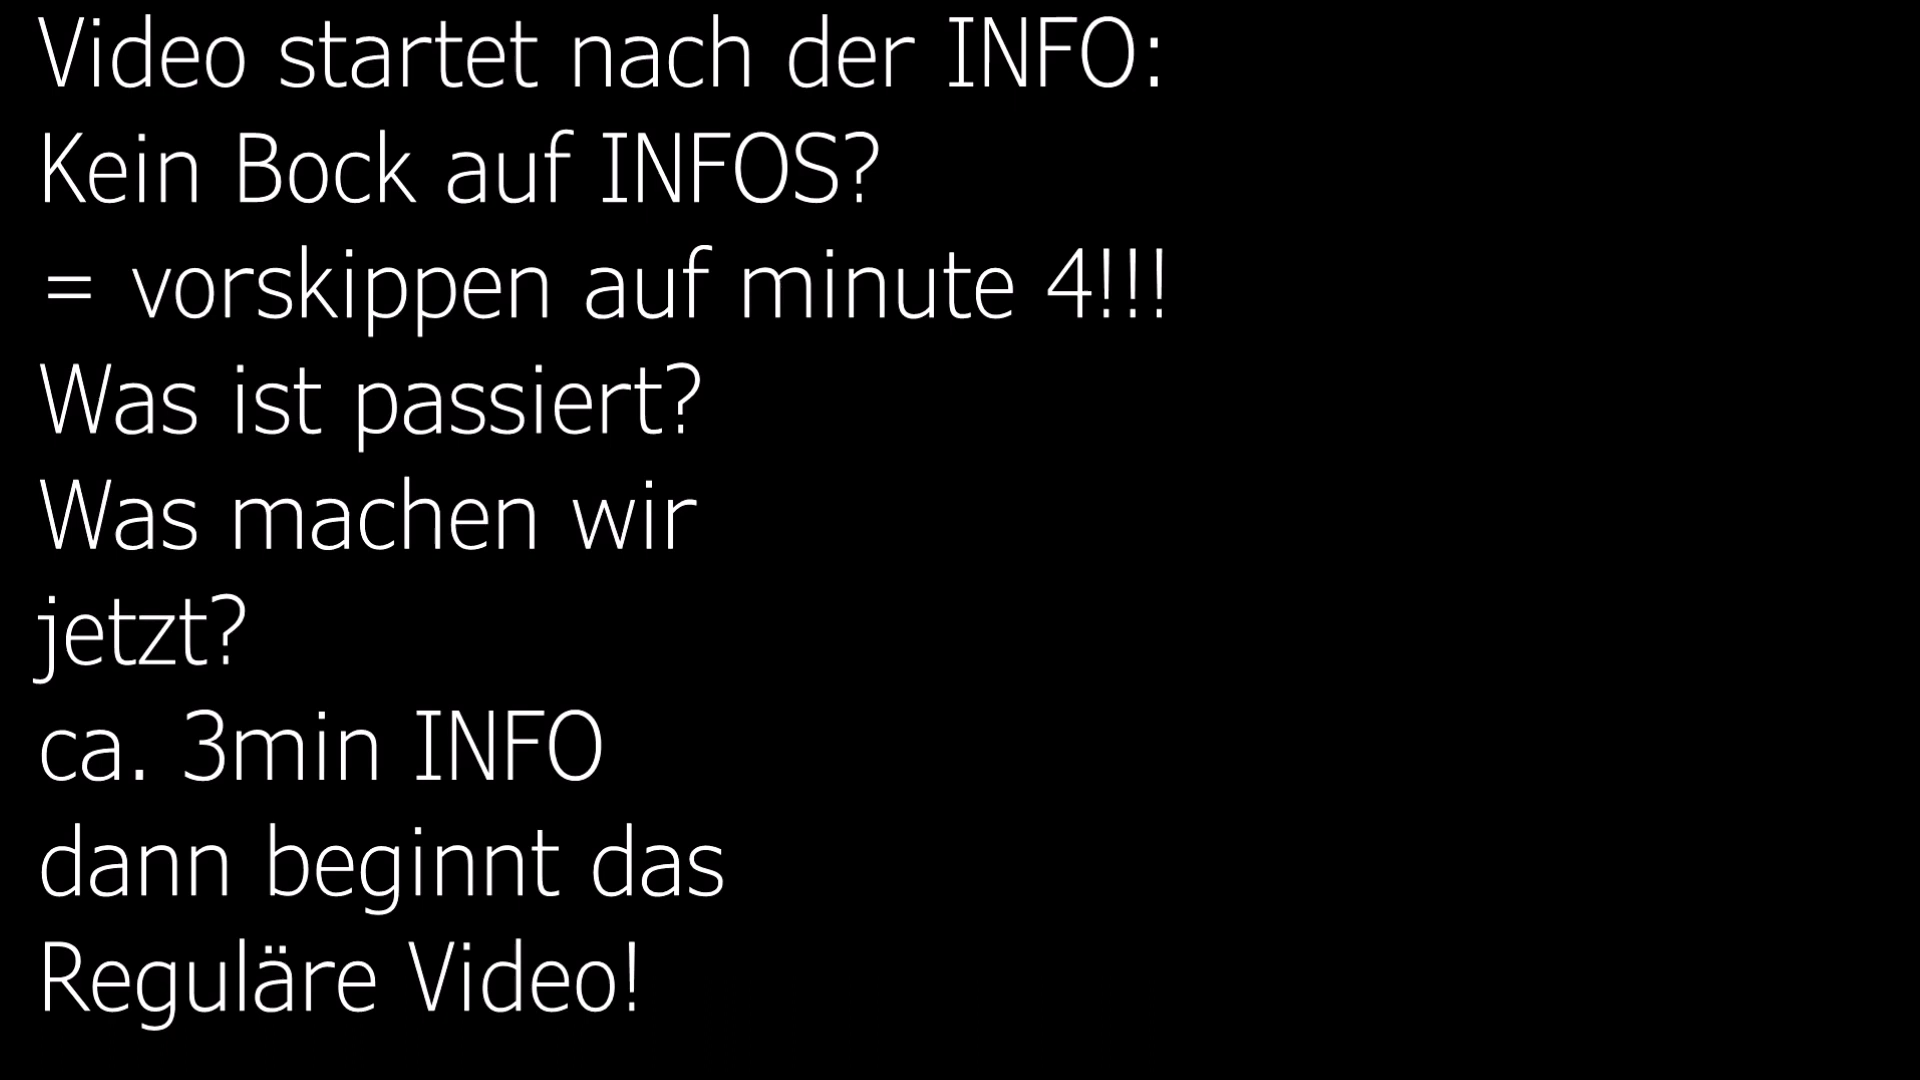 Video startet nach der INFO:
Kein Bock auf INFOS?
= vorskippen auf minute 4!!!
Was ist passiert?
Was machen wir
jetzt?
ca. 3min INFO
dann beginnt das
Reguläre Video!